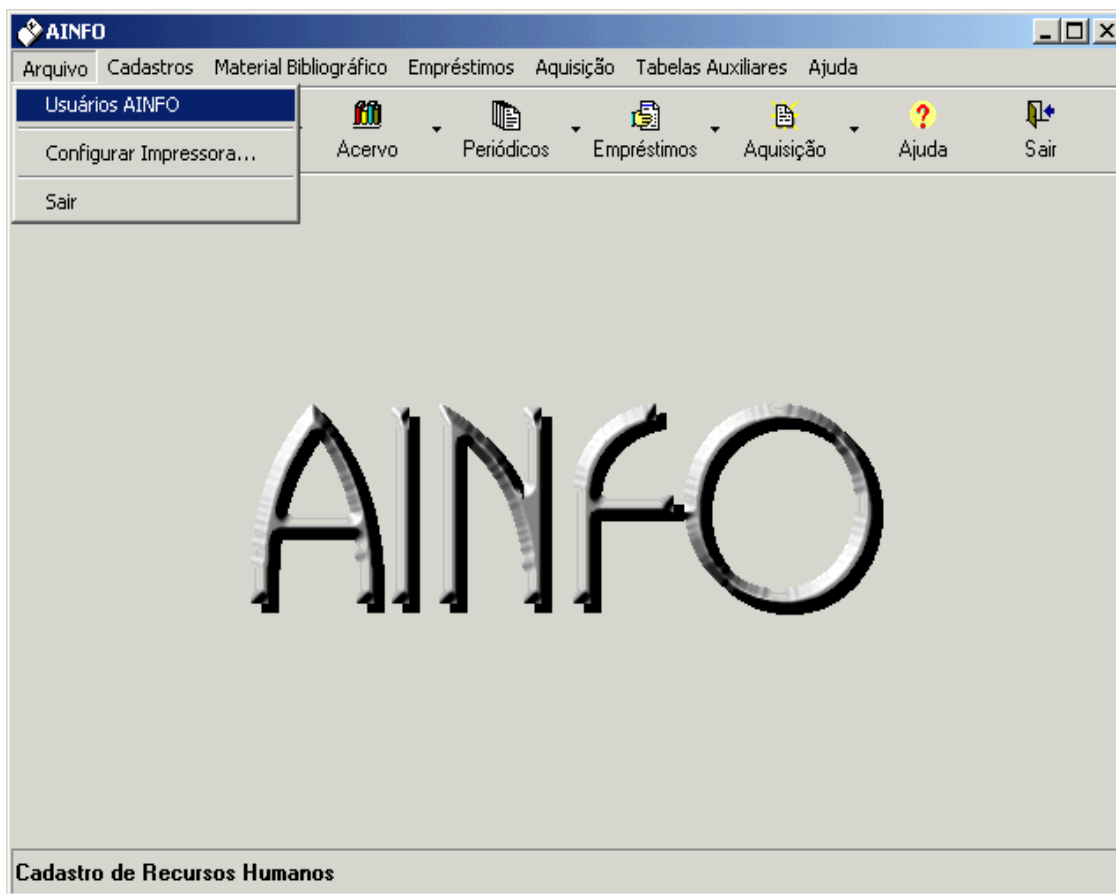 AINFO
Arquivo Cadastros Material Bibliográfico Empréstimos Aquisição Tabelas Auxiliares Ajuda
Usuários AINFO
Configurar Impressora...
Sair
Acervo Periódicos Empréstimos Aquisição Ajuda Sair
AINFO
Cadastro de Recursos Humanos